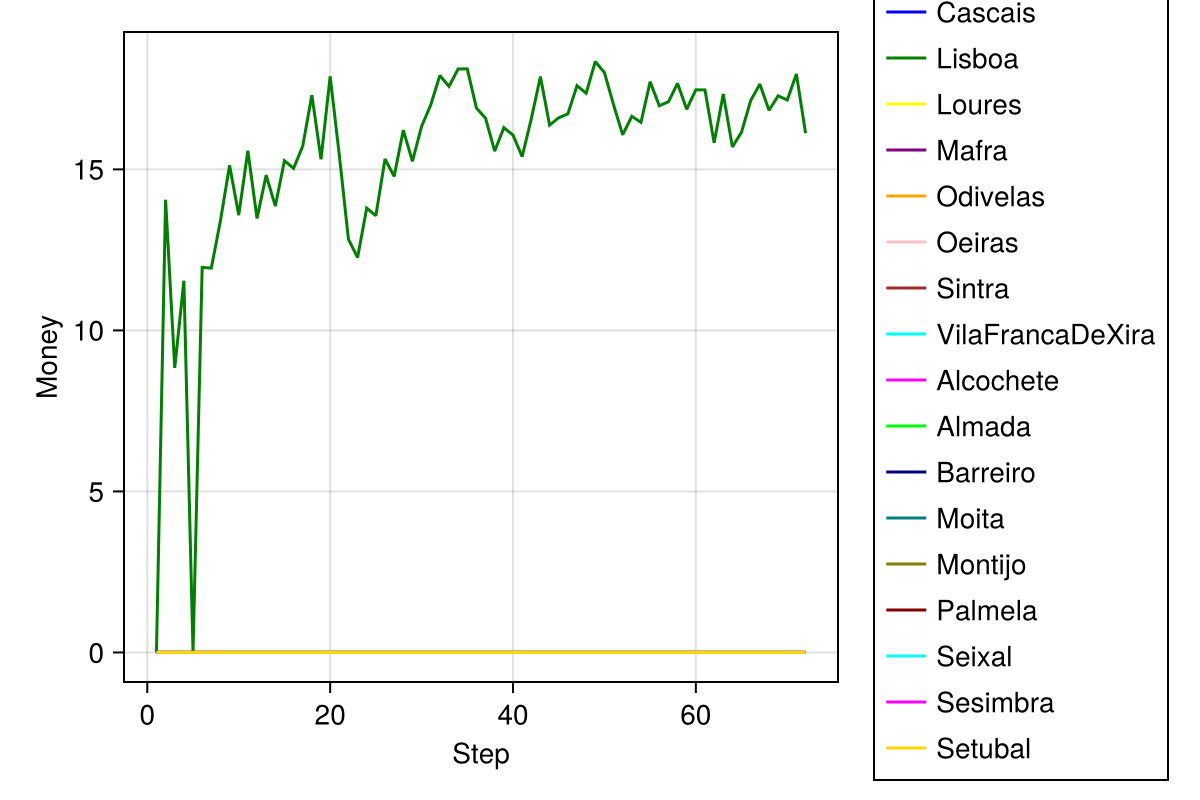 Cascais
Lisboa
Loures
Mafra
Odivelas
Oeiras
Sintra
VilaFrancaDeXira
Alcochete
Almada
Barreiro
Moita
Montijo
Palmela
Seixal
Sesimbra
Setubal
Money
15
10
5
0
0 20 40 60
Step